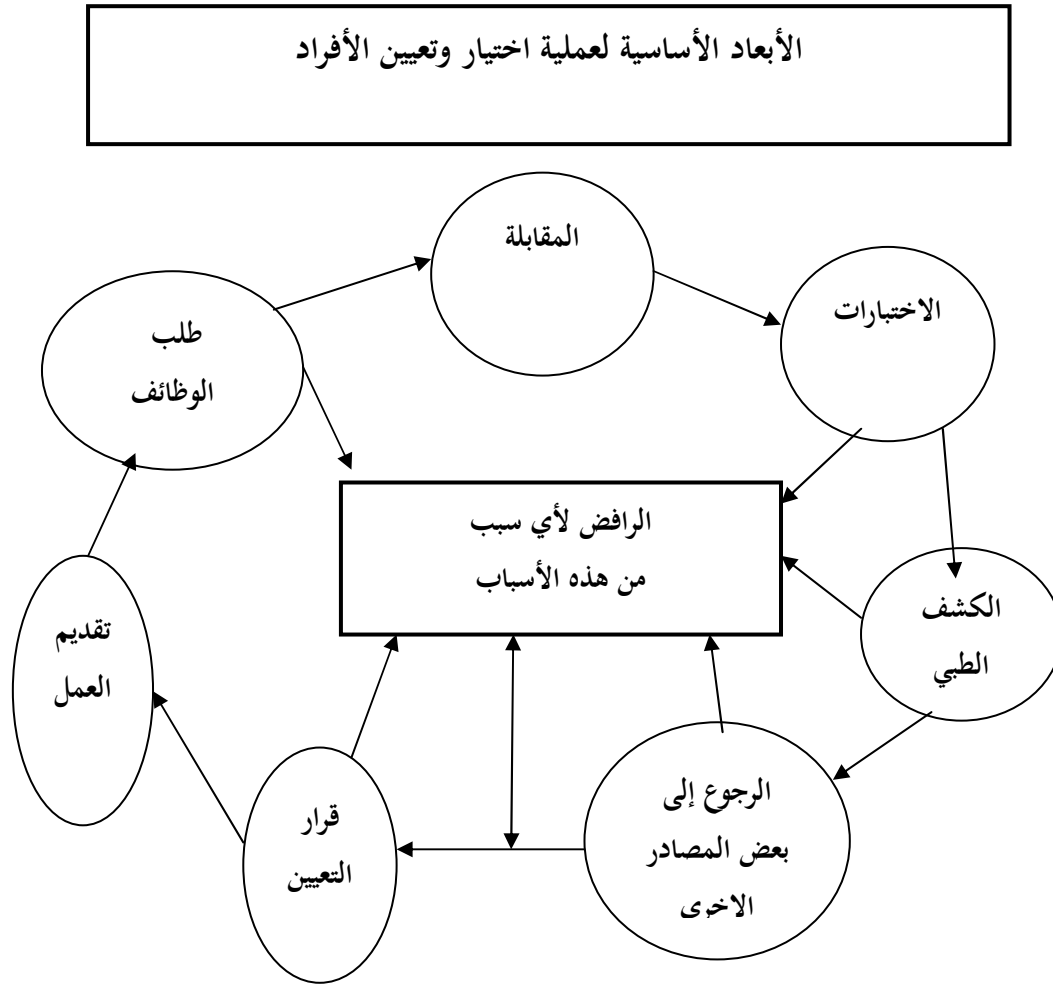 الأبعاد الأساسية لعملية اختيار وتعيين الأفراد
المقابلة
الاختبارات
طلب
الوظائف
الرافض لأي سبب
من هذه الأسباب
الكشف
الطبي
تقديم
العمل
الرجوع إلى
بعض المصادر
الاخرى
قرار
التعيين